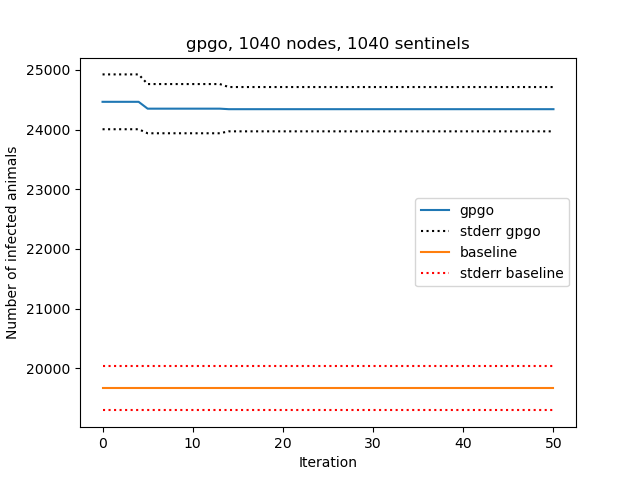 gpgo, 1040 nodes, 1040 sentinels
25000
24000
23000
22000
21000
20000
Number of infected animals
gpgo
stderr gpgo
baseline
stderr baseline
0 10 20 30 40 50
Iteration